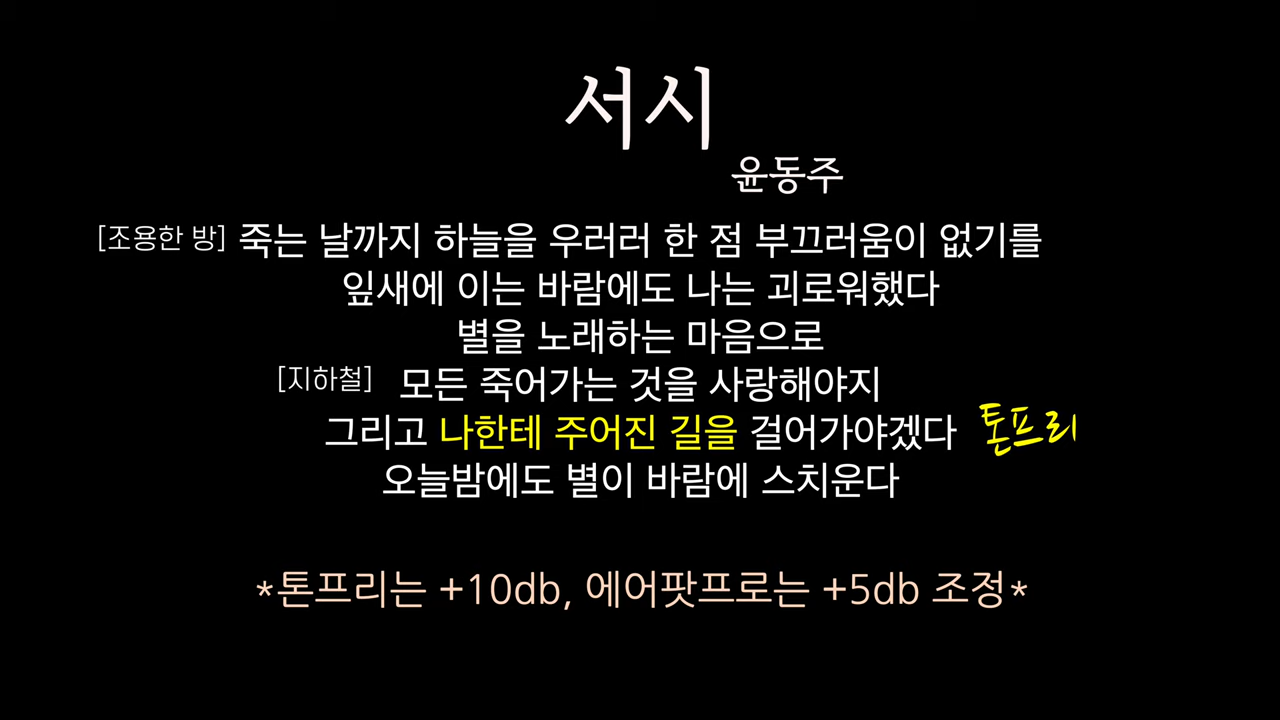 서시
윤동주
[조용한 방] 죽는 날까지 하늘을 우러러 한 점 부끄러움이 없기를
잎새에 이는 바람에도 나는 괴로워했다
별을 노래하는 마음으로
[지하철] 모든 죽어가는 것을 사랑해야지
그리고 나한테 주어진 길을 걸어가야겠다 톤프리
오늘밤에도 별이 바람에 스치운다
*톤프리는 +10db, 에어팟프로는 +5db 조정*